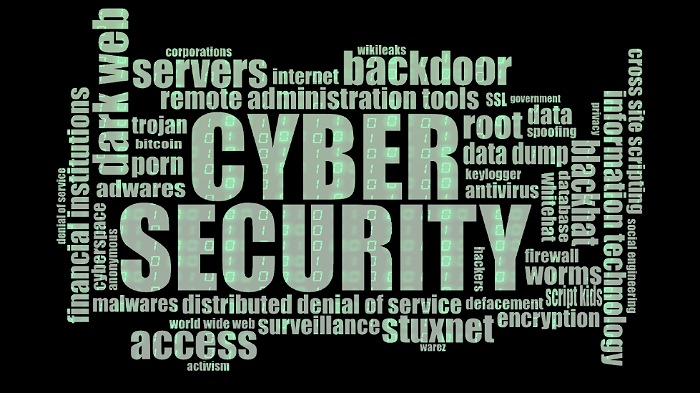 corporations
wikileaks
dark web
servers
internet
backdoor
remote administration tools
SSL
government
cross site scripting
financial institutions
trojan
bitcoin
porn
adwares
CYBER
root
data
spoofing
privacy
information technology
data dump
keylogger
antivirus
blackhat
database
whitehat
denial of service
cyberspace
anonymous
SECURITY
hackers
firewall
worms
script kids
social engineering
malwares
distributed denial of service
defacement
encryption
world wide web
surveillance
stuxnet
warez
access
activism